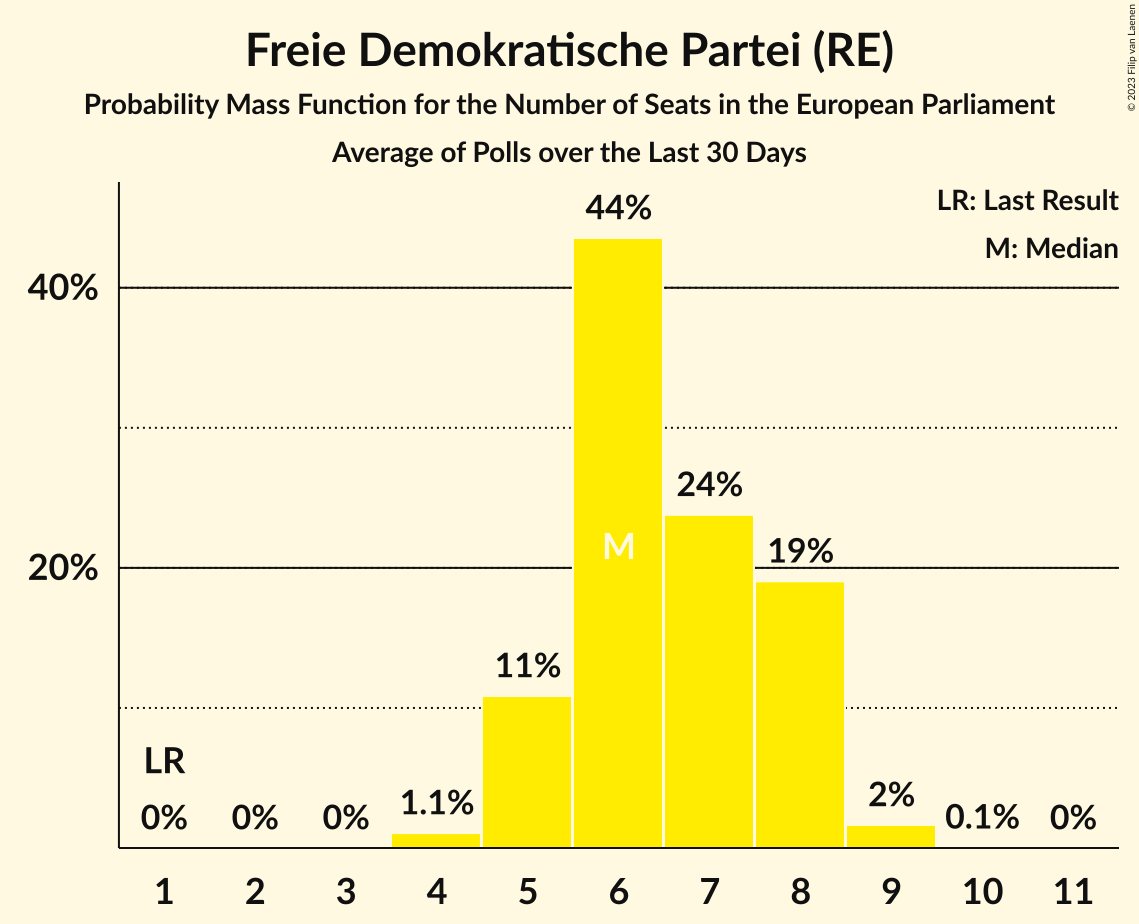 Freie Demokratische Partei (RE)
Probability Mass Function for the Number of Seats in the European Parliament
Average of Polls over the Last 30 Days
© 2023 Filip van Laenen
LR: Last Result
M: Median
44%
40%
24%
M
19%
20%
11%
LR
0%
0%
0%
1.1%
2%
0.1%
0%
1 2 3 4 5 6 7 8 9 10 11